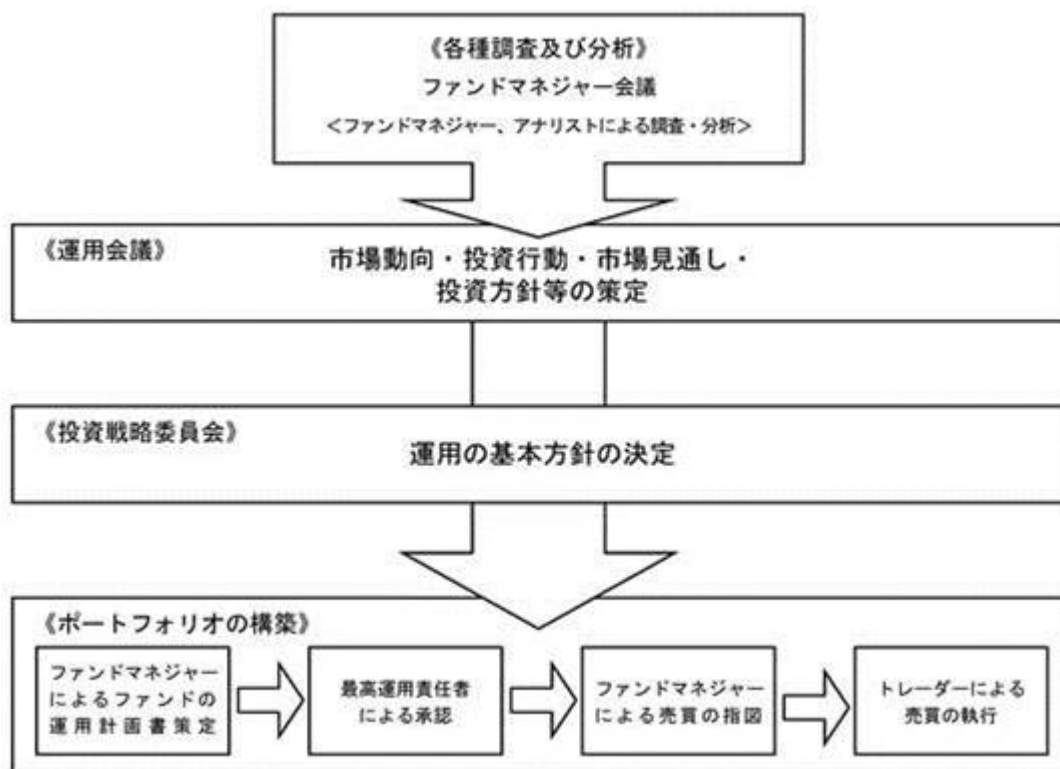 《各種調査及び分析》
ファンドマネジャー会議
＜ファンドマネジャー、アナリストによる調査・分析＞
《運用会議》
市場動向・投資行動・市場見通し・
投資方針等の策定
《投資戦略委員会》
運用の基本方針の決定
《ポートフォリオの構築》
ファンドマネジャー
によるファンドの
運用計画書策定
最高運用責任者
による承認
ファンドマネジャー
による売買の指図
トレーダーによる
売買の執行